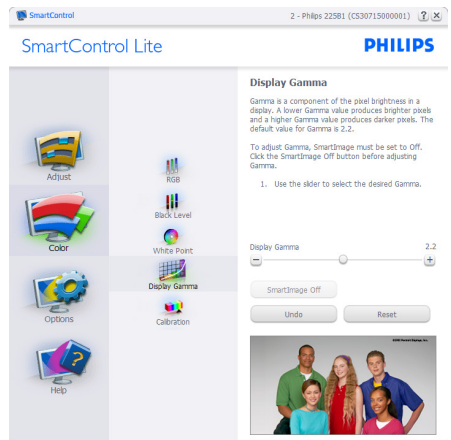 SmartControl
2 - Philips 225B1 (CS30715000001)
SmartControl Lite
PHILIPS
Adjust
Color
Options
Help
RGB
Black Level
White Point
Display Gamma
Calibration
Display Gamma
Gamma is a component of the pixel brightness in a
display. A lower Gamma value produces brighter pixels
and a higher Gamma value produces darker pixels. The
default value for Gamma is 2.2.
To adjust Gamma, SmartImage must be set to Off.
Click the SmartImage Off button before adjusting
Gamma.
1. Use the slider to select the desired Gamma.
Display Gamma 2.2
SmartImage Off
Undo Reset